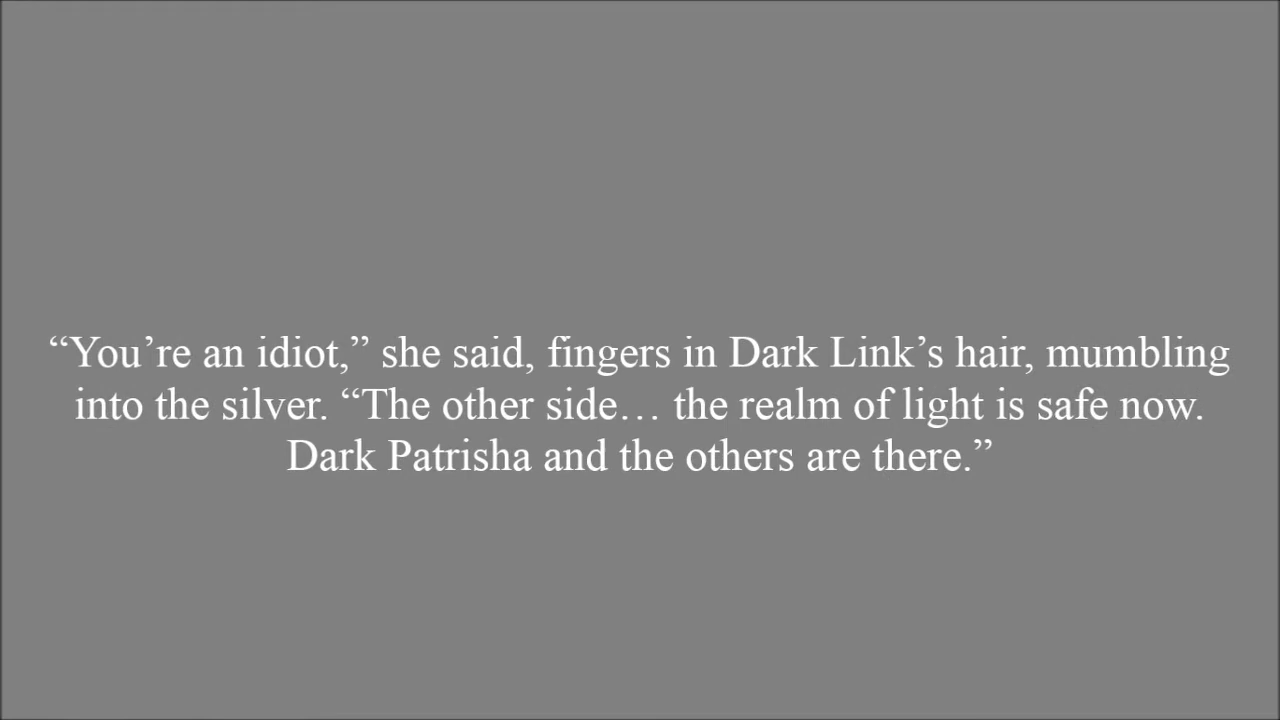 “You’re an idiot,” she said, fingers in Dark Link’s hair, mumbling
into the silver. “The other side… the realm of light is safe now.
Dark Patrisha and the others are there.”